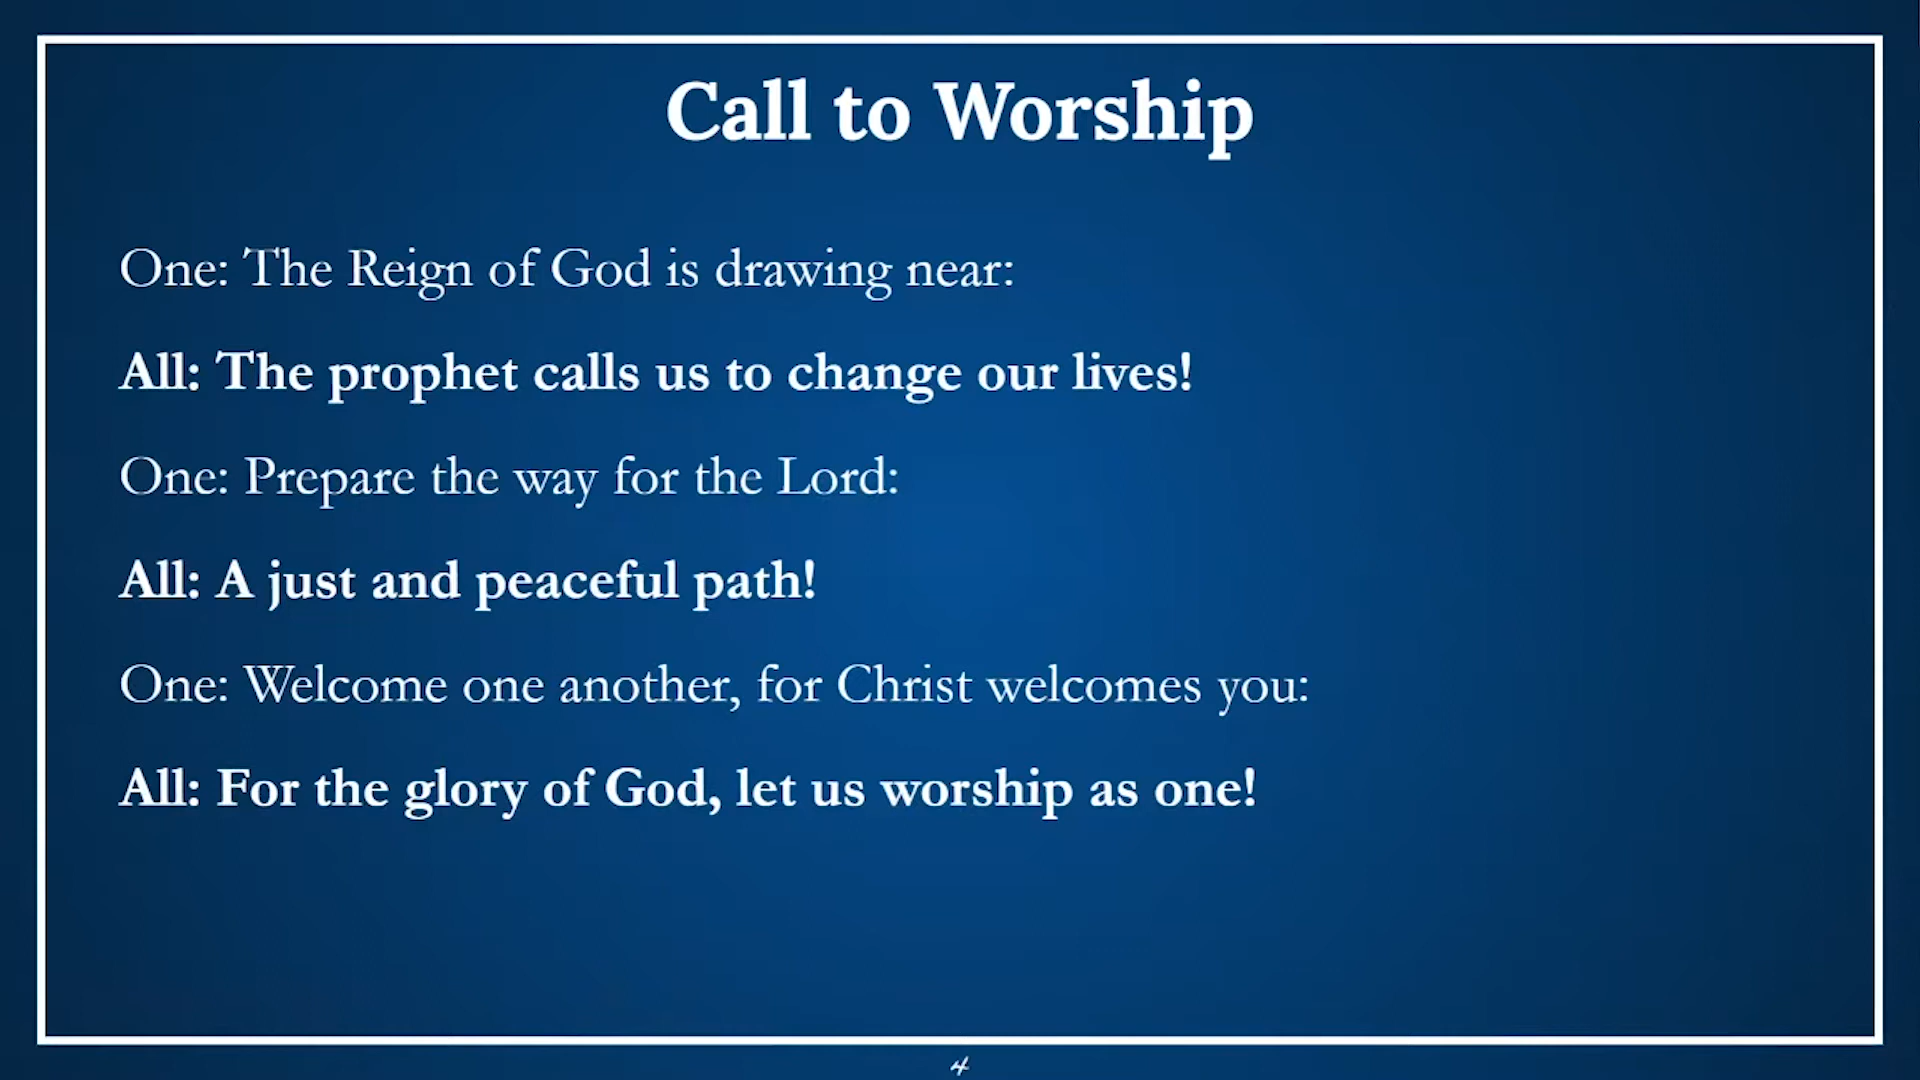 Call to Worship
One: The Reign of God is drawing near:
All: The prophet calls us to change our lives!
One: Prepare the way for the Lord:
All: A just and peaceful path!
One: Welcome one another, for Christ welcomes you:
All: For the glory of God, let us worship as one!
4